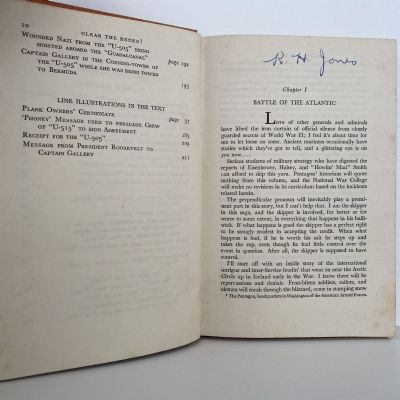 10 CLEAR THE DECKS!
WOUNDED NAZI FROM THE "U-505" BEING
HOISTED ABOARD THE "GUADALCANAL" page 192
CAPTAIN GALLERY IN THE CONNING-TOWER OF
THE "U-505" WHILE SHE WAS BEING TOWED
TO BERMUDA 193
LINE ILLUSTRATIONS IN THE TEXT
PLANK OWNERS' CERTIFICATE page 57
"PHONEY" MESSAGE USED TO PERSUADE CREW
OF "U-515" TO SIGN AGREEMENT 183
RECEIPT FOR THE "U-505" 209
MESSAGE FROM PRESIDENT ROOSEVELT TO
CAPTAIN GALLERY 211
R. H. Jones
Chapter I
BATTLE OF THE ATLANTIC
LOTS of other generals and admirals
have lifted the iron curtain of official silence from closely
guarded secrets of World War II; I feel it's about time for
me to let loose on some. Ancient mariners occasionally have
stories which they've got to tell, and a glittering eye is on
you now. . . .
Serious students of military strategy who have digested the
reports of Eisenhower, Halsey, and "Howlin' Mad" Smith
can afford to skip this yarn. Pentagon¹ historians will quote
nothing from this volume, and the National War College
will make no revisions in its curriculum based on the incidents
related herein.
The perpendicular pronoun will inevitably play a prominent
part in this story, but I can't help that. I am the skipper
in this saga, and the skipper is involved, for better or for
worse to some extent, in everything that happens in his bailiwick.
If what happens is good the skipper has a perfect right
to be smugly modest in accepting the credit. When what
happens is bad, if he is worth his salt he steps up and
takes the rap, even though he had little control over the
event in question. After all, the skipper is supposed to have
control.
I'll start off with an inside story of the international
intrigue and inter-Service feudin' that went on near the Arctic
Circle up in Iceland early in the War. I know there will be
repercussions and denials. Frost-bitten soldiers, sailors, and
airmen will mush through the blizzard, come in stamping snow
¹ The Pentagon, headquarters in Washington of the American Armed Forces.